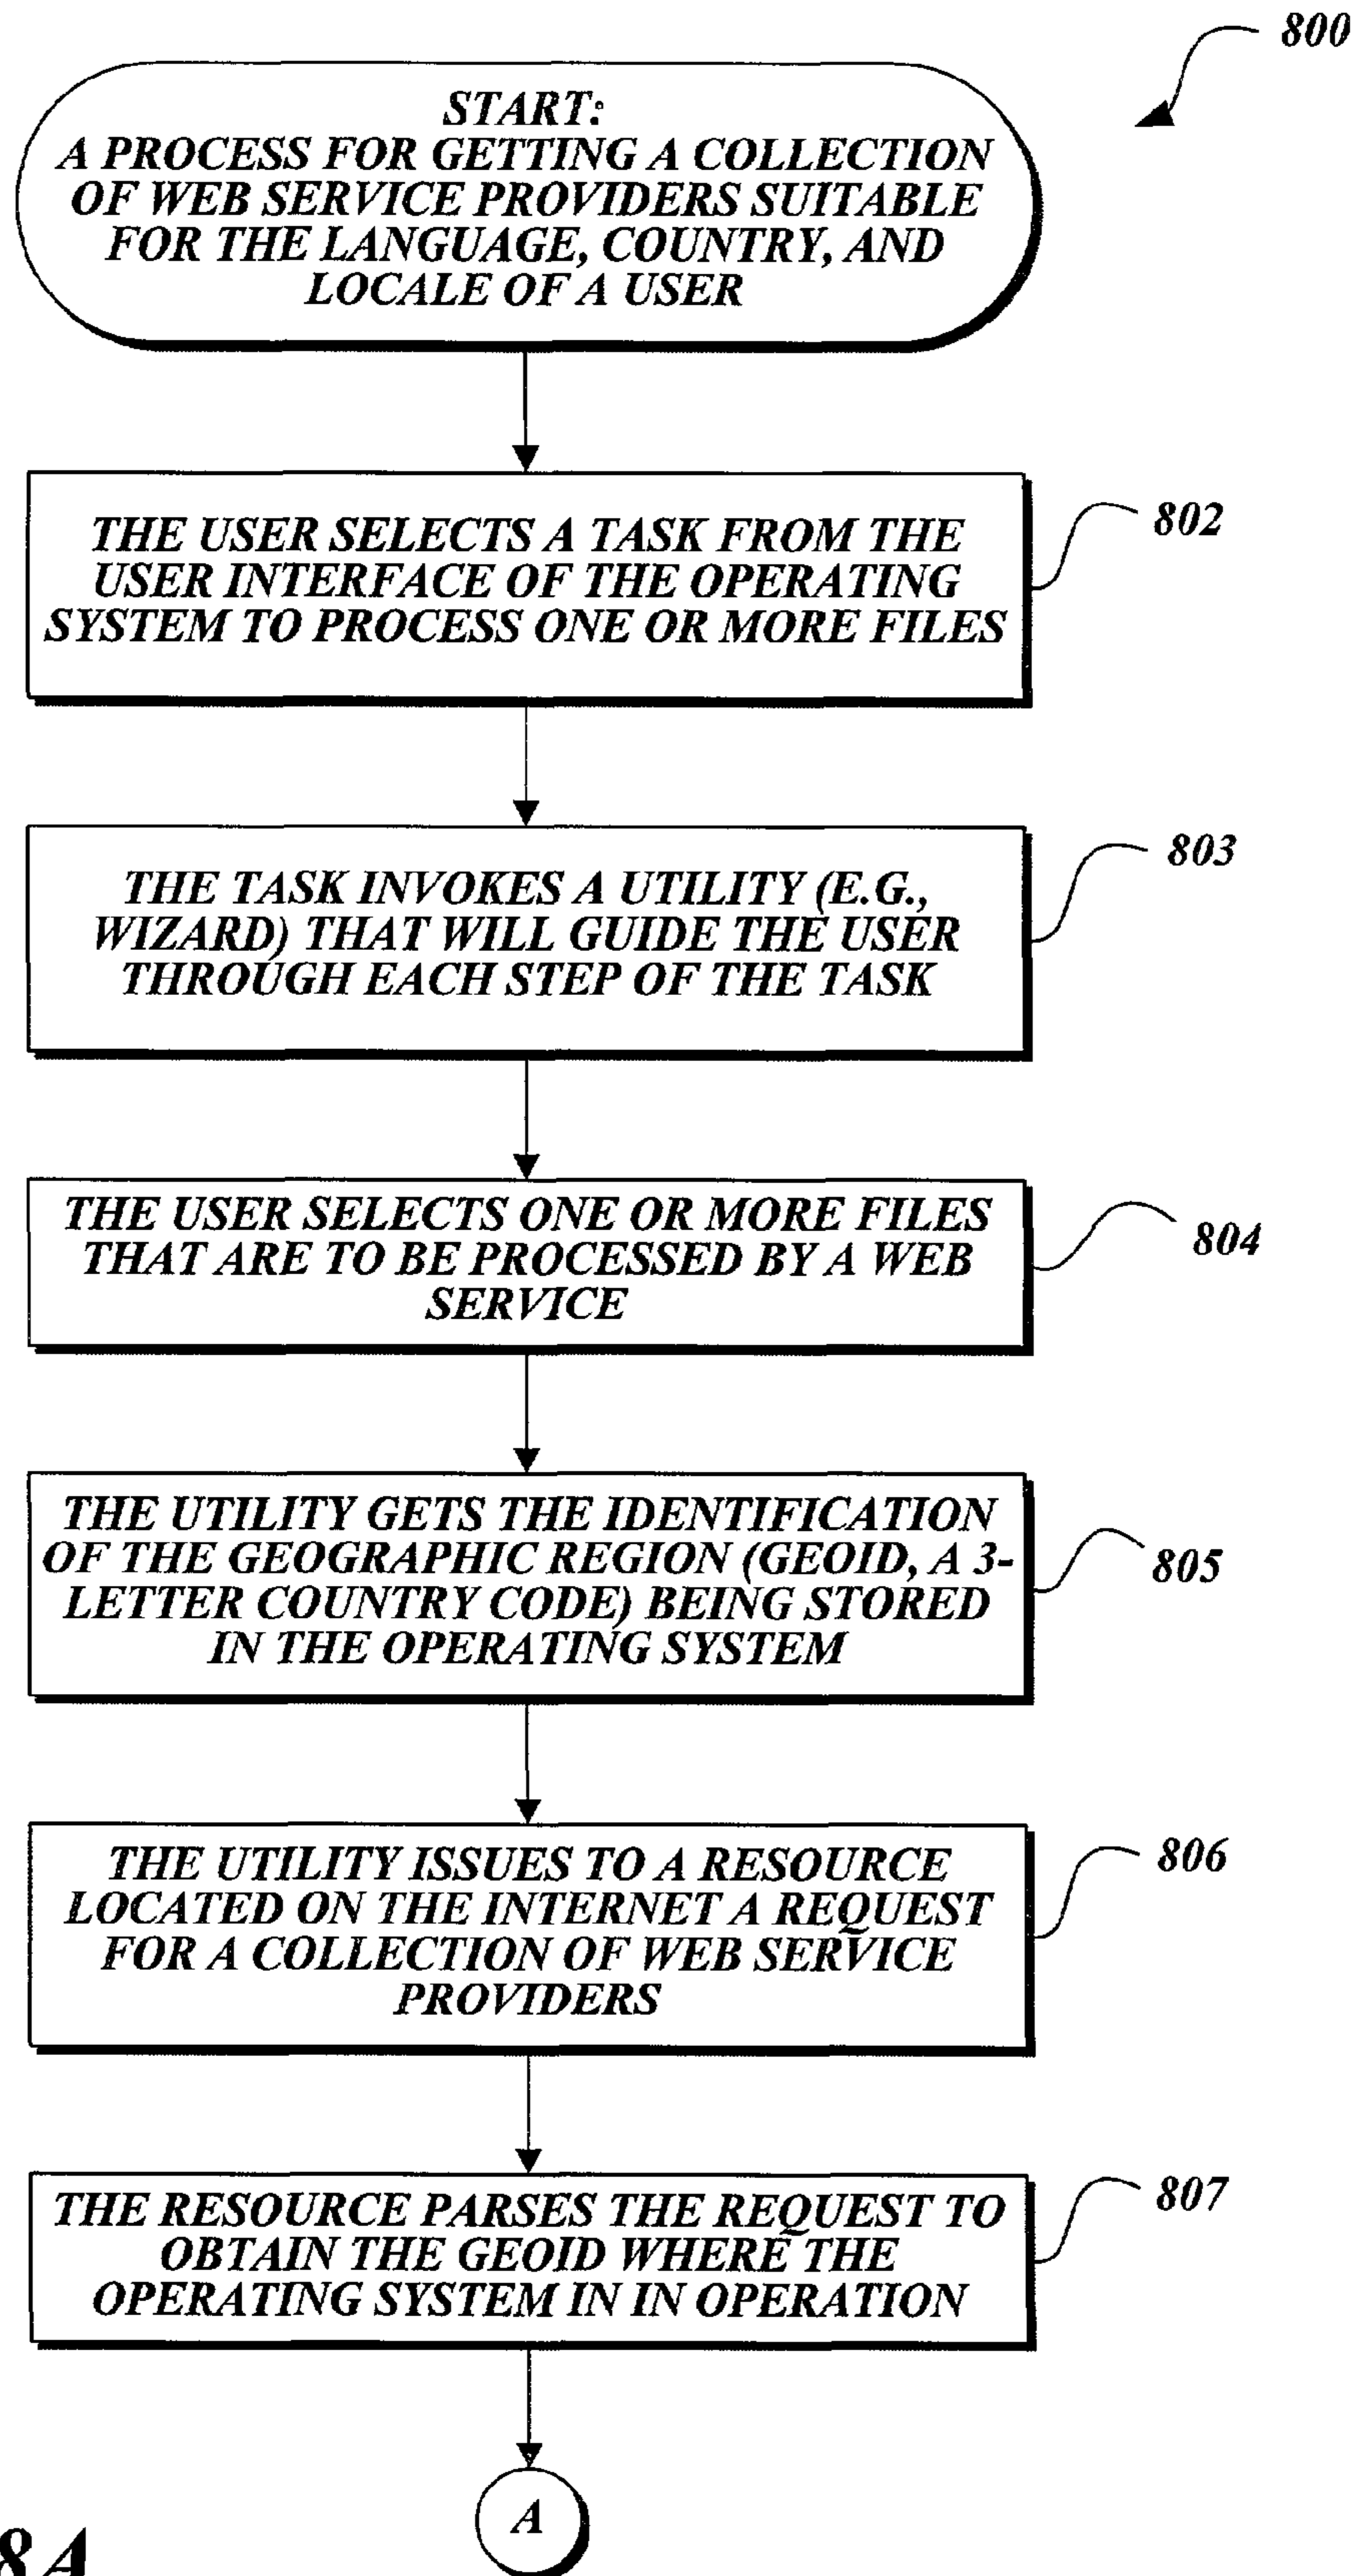 800
START:
A PROCESS FOR GETTING A COLLECTION
OF WEB SERVICE PROVIDERS SUITABLE
FOR THE LANGUAGE, COUNTRY, AND
LOCALE OF A USER
THE USER SELECTS A TASK FROM THE
USER INTERFACE OF THE OPERATING
SYSTEM TO PROCESS ONE OR MORE FILES
802
THE TASK INVOKES A UTILITY (E.G.,
WIZARD) THAT WILL GUIDE THE USER
THROUGH EACH STEP OF THE TASK
803
THE USER SELECTS ONE OR MORE FILES
THAT ARE TO BE PROCESSED BY A WEB
SERVICE
804
THE UTILITY GETS THE IDENTIFICATION
OF THE GEOGRAPHIC REGION (GEOID, A 3-
LETTER COUNTRY CODE) BEING STORED
IN THE OPERATING SYSTEM
805
THE UTILITY ISSUES TO A RESOURCE
LOCATED ON THE INTERNET A REQUEST
FOR A COLLECTION OF WEB SERVICE
PROVIDERS
806
THE RESOURCE PARSES THE REQUEST TO
OBTAIN THE GEOID WHERE THE
OPERATING SYSTEM IN IN OPERATION
807
A
8A